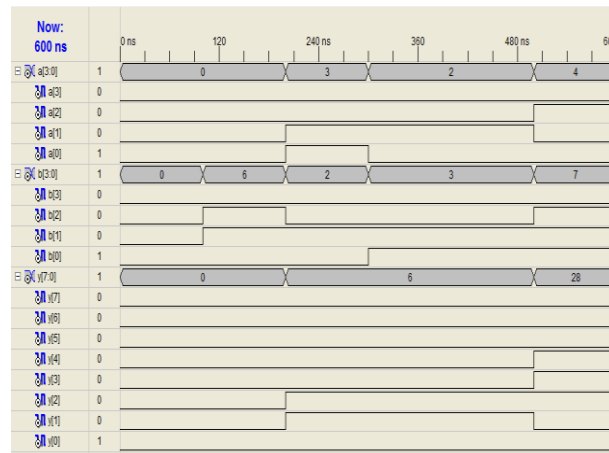 Now:
600 ns
0 ns 120 240 ns 360 480 ns
a[3:0] 1 0 3 2 4
a[3] 0
a[2] 0
a[1] 0
a[0] 1
b[3:0] 1 0 6 2 3 7
b[3] 0
b[2] 0
b[1] 0
b[0] 1
y[7:0] 1 0 6 28
y[7] 0
y[6] 0
y[5] 0
y[4] 0
y[3] 0
y[2] 0
y[1] 0
y[0] 1